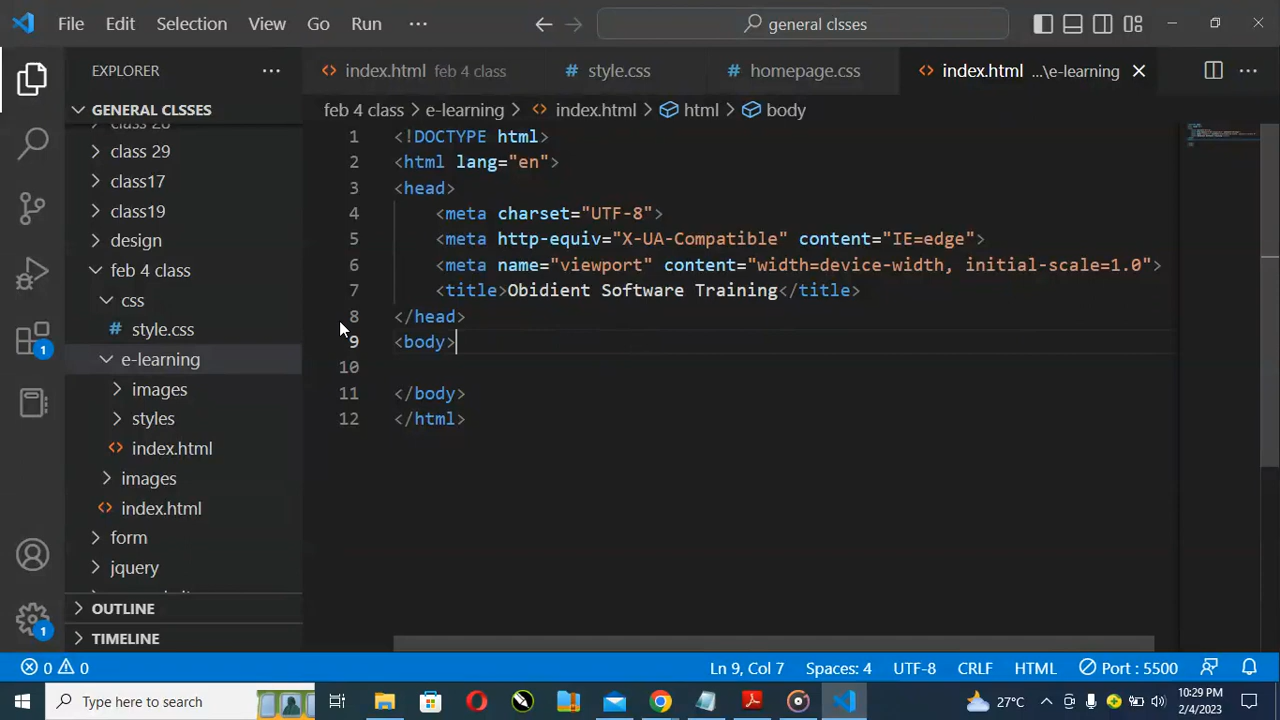 File Edit Selection View Go Run ··· general clsses
EXPLORER ···
GENERAL CLSSES
class 29
class17
class19
design
feb 4 class
css
# style.css
e-learning
images
styles
index.html
images
index.html
form
jquery
OUTLINE
TIMELINE
1
1
index.html feb 4 class # style.css # homepage.css index.html ...\e-learning ···
feb 4 class > e-learning > index.html > html > body
1 <!DOCTYPE html>
2 <html lang="en">
3 <head>
4 <meta charset="UTF-8">
5 <meta http-equiv="X-UA-Compatible" content="IE=edge">
6 <meta name="viewport" content="width=device-width, initial-scale=1.0">
7 <title>Obidient Software Training</title>
8 </head>
9 <body>
10
11 </body>
12 </html>
0 0 Ln 9, Col 7 Spaces: 4 UTF-8 CRLF HTML Port : 5500
Type here to search 27°C 10:29 PM
2/4/2023